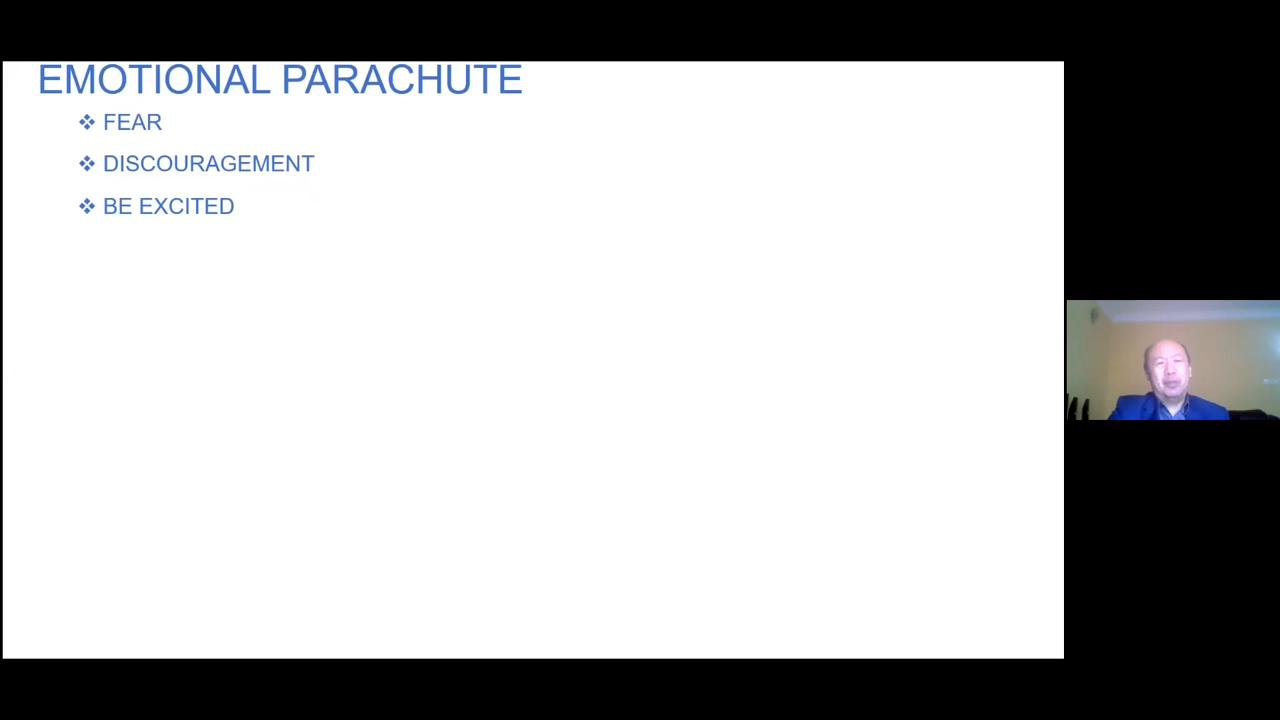 EMOTIONAL PARACHUTE
❖ FEAR
❖ DISCOURAGEMENT
❖ BE EXCITED